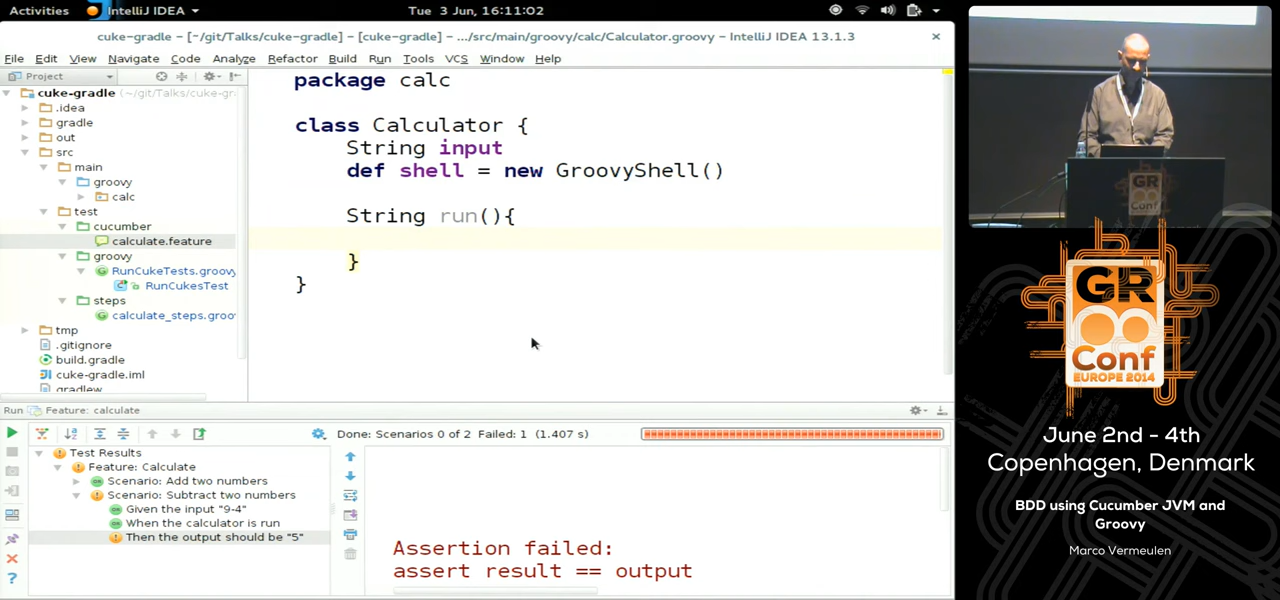 Activities
IntelliJ IDEA
Tue 3 Jun, 16:11:02
cuke-gradle – [~/git/Talks/cuke-gradle] – [cuke-gradle] – .../src/main/groovy/calc/Calculator.groovy – IntelliJ IDEA 13.1.3
File Edit View Navigate Code Analyze Refactor Build Run Tools VCS Window Help
Project
cuke-gradle (~/git/Talks/cuke-gr
.idea
gradle
out
src
main
groovy
calc
test
cucumber
calculate.feature
groovy
RunCukeTests.groovy
RunCukesTest
steps
calculate_steps.groo
tmp
.gitignore
build.gradle
cuke-gradle.iml
gradlew
package calc
class Calculator {
String input
def shell = new GroovyShell()
String run(){
}
}
Run Feature: calculate
Done: Scenarios 0 of 2 Failed: 1 (1.407 s)
Test Results
Feature: Calculate
Scenario: Add two numbers
Scenario: Subtract two numbers
Given the input "9-4"
When the calculator is run
Then the output should be "5"
Assertion failed:
assert result == output
GR
Conf
GR
Conf
EUROPE 2014
June 2nd - 4th
Copenhagen, Denmark
BDD using Cucumber JVM and
Groovy
Marco Vermeulen